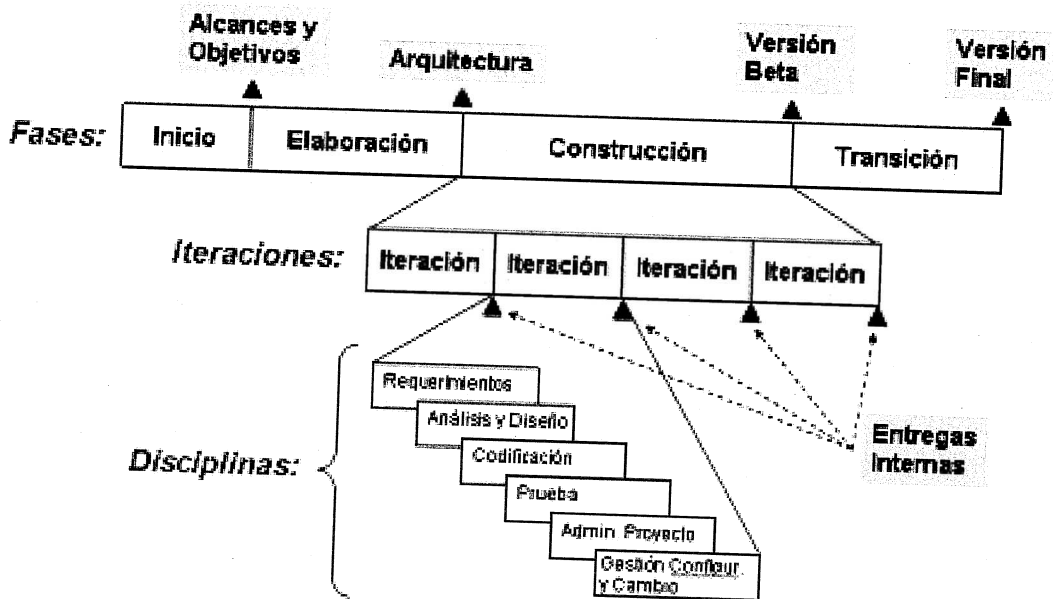 Alcances y
Objetivos
Arquitectura
Versión
Beta
Versión
Final
Fases:
Inicio
Elaboración
Construcción
Transición
Iteraciones:
Iteración
Iteración
Iteración
Iteración
Requerimientos
Análisis y Diseño
Codificación
Prueba
Admin Proyecto
Gestión Configur.
y Cambio
Disciplinas:
Entregas
Internas